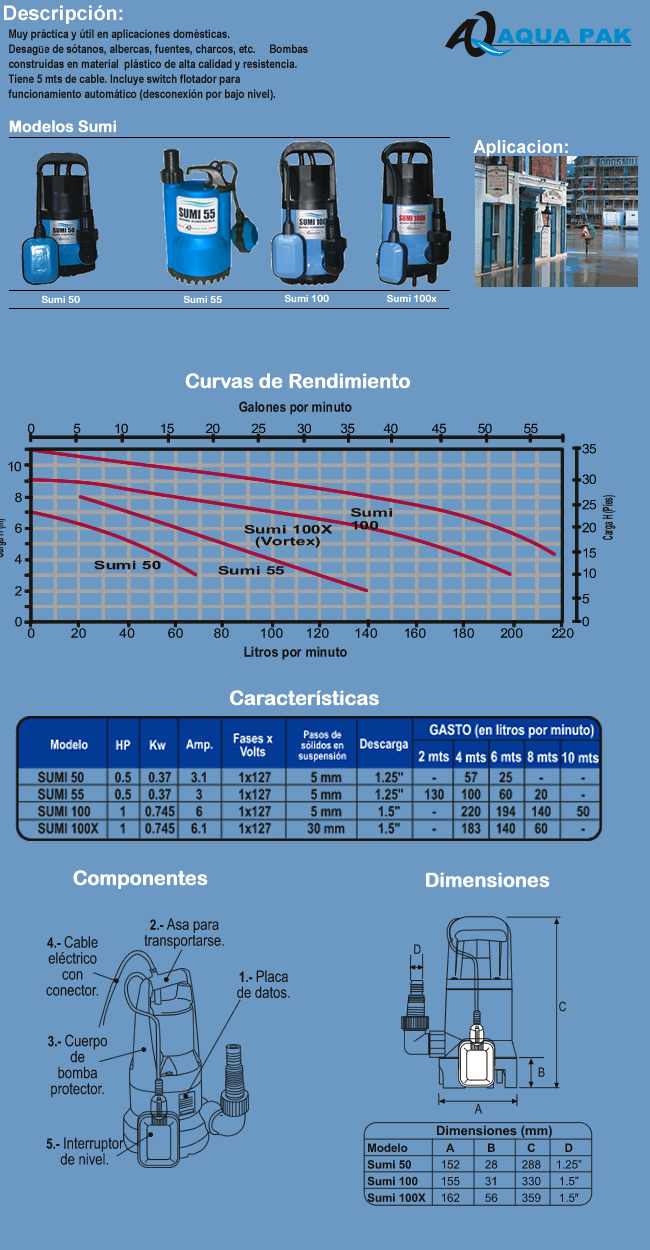 Descripción:
Muy práctica y útil en aplicaciones domésticas.
Desagüe de sótanos, albercas, fuentes, charcos, etc. Bombas
construidas en material plástico de alta calidad y resistencia.
Tiene 5 mts de cable. Incluye switch flotador para
funcionamiento automático (desconexión por bajo nivel).
AQUA PAK
Modelos Sumi
Aplicacion:
SUMI 50
SUMI 55
SUMI 100
SUMI 100X
Sumi 50 Sumi 55 Sumi 100 Sumi 100x
Curvas de Rendimiento
Galones por minuto
0 5 10 15 20 25 30 35 40 45 50 55
10 8 6 4 2 0
35 30 25 20 15 10 5 0
Carga H (Pies)
Sumi 100
Sumi 100X
(Vortex)
Sumi 50
Sumi 55
0 20 40 60 80 100 120 140 160 180 200 220
Litros por minuto
Características
Modelo HP Kw Amp. Fases x Volts Pasos de sólidos en suspensión Descarga GASTO (en litros por minuto)
2 mts 4 mts 6 mts 8 mts 10 mts
SUMI 50 0.5 0.37 3.1 1x127 5 mm 1.25" - 57 25 - -
SUMI 55 0.5 0.37 3 1x127 5 mm 1.25" 130 100 60 20 -
SUMI 100 1 0.745 6 1x127 5 mm 1.5" - 220 194 140 50
SUMI 100X 1 0.745 6.1 1x127 30 mm 1.5" - 183 140 60 -
Componentes
2.- Asa para
transportarse.
4.- Cable
eléctrico
con
conector.
1.- Placa
de datos.
3.- Cuerpo
de
bomba
protector.
5.- Interruptor
de nivel.
Dimensiones
D
C
B
A
Dimensiones (mm)
Modelo A B C D
Sumi 50 152 28 288 1.25"
Sumi 100 155 31 330 1.5"
Sumi 100X 162 56 359 1.5"